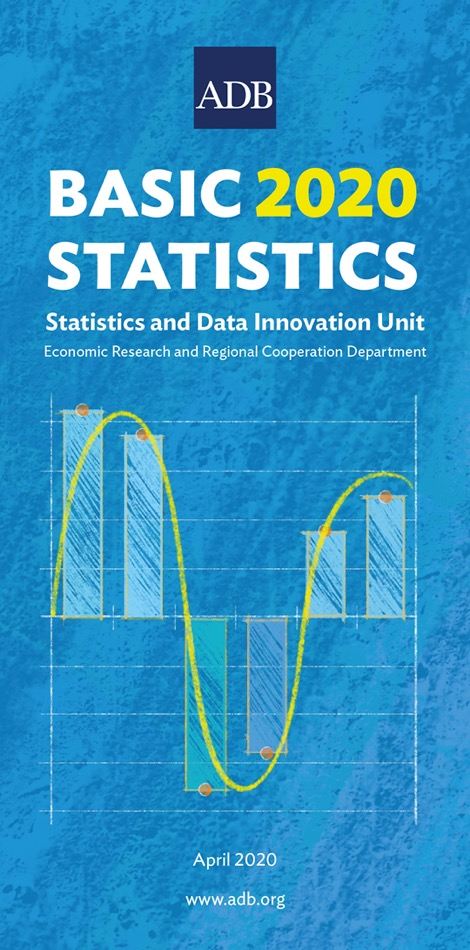 ADB
BASIC 2020
STATISTICS
Statistics and Data Innovation Unit
Economic Research and Regional Cooperation Department
April 2020
www.adb.org